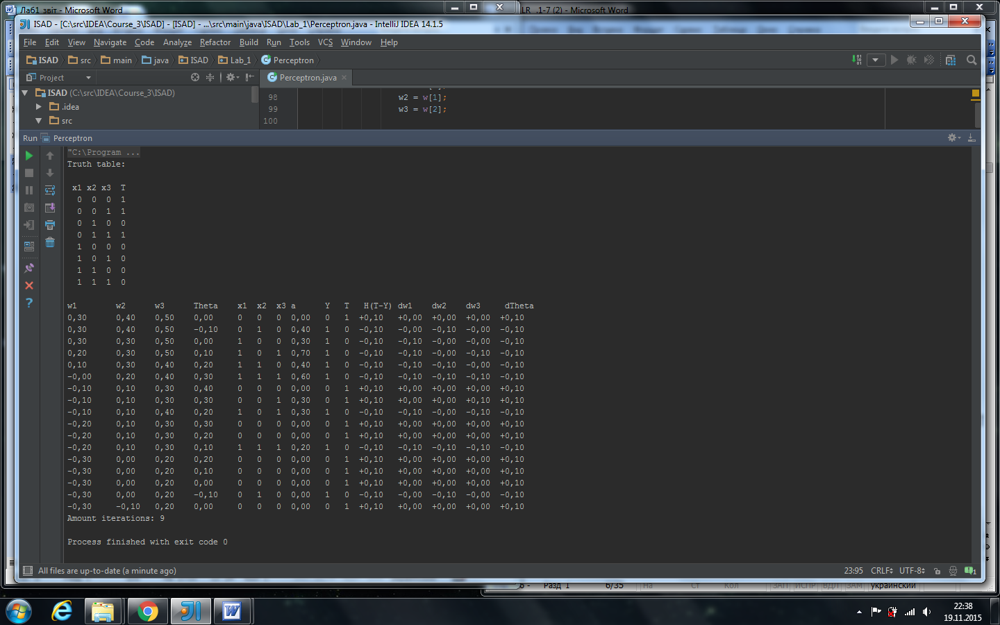 Ла61 звіт - Microsoft Word
LR_.1-7 (2) - Microsoft Word
ISAD - [C:\src\IDEA\Course_3\ISAD] - [ISAD] - ...\src\main\java\ISAD\Lab_1\Perceptron.java - IntelliJ IDEA 14.1.5
File Edit View Navigate Code Analyze Refactor Build Run Tools VCS Window Help
ISAD src main java ISAD Lab_1 Perceptron
Project
Perceptron.java
ISAD (C:\src\IDEA\Course_3\ISAD)
.idea
src
98 w2 = w[1];
99 w3 = w[2];
100
Run Perceptron
"C:\Program ...
Truth table:
x1 x2 x3 T
0 0 0 1
0 0 1 1
0 1 0 0
0 1 1 1
1 0 0 0
1 0 1 0
1 1 0 0
1 1 1 0
w1 w2 w3 Theta x1 x2 x3 a Y T H(T-Y) dw1 dw2 dw3 dTheta
0,30 0,40 0,50 0,00 0 0 0 0,00 0 1 +0,10 +0,00 +0,00 +0,00 +0,10
0,30 0,40 0,50 -0,10 0 1 0 0,40 1 0 -0,10 -0,00 -0,10 -0,00 -0,10
0,30 0,30 0,50 0,00 1 0 0 0,30 1 0 -0,10 -0,10 -0,00 -0,00 -0,10
0,20 0,30 0,50 0,10 1 0 1 0,70 1 0 -0,10 -0,10 -0,00 -0,10 -0,10
0,10 0,30 0,40 0,20 1 1 0 0,40 1 0 -0,10 -0,10 -0,10 -0,00 -0,10
-0,00 0,20 0,40 0,30 1 1 1 0,60 1 0 -0,10 -0,10 -0,10 -0,10 -0,10
-0,10 0,10 0,30 0,40 0 0 0 0,00 0 1 +0,10 +0,00 +0,00 +0,00 +0,10
-0,10 0,10 0,30 0,30 0 0 1 0,30 0 1 +0,10 +0,00 +0,00 +0,10 +0,10
-0,10 0,10 0,40 0,20 1 0 1 0,30 1 0 -0,10 -0,10 -0,00 -0,10 -0,10
-0,20 0,10 0,30 0,30 0 0 0 0,00 0 1 +0,10 +0,00 +0,00 +0,00 +0,10
-0,20 0,10 0,30 0,20 0 0 0 0,00 0 1 +0,10 +0,00 +0,00 +0,00 +0,10
-0,20 0,10 0,30 0,10 1 1 1 0,20 1 0 -0,10 -0,10 -0,10 -0,10 -0,10
-0,30 0,00 0,20 0,20 0 0 0 0,00 0 1 +0,10 +0,00 +0,00 +0,00 +0,10
-0,30 0,00 0,20 0,10 0 0 0 0,00 0 1 +0,10 +0,00 +0,00 +0,00 +0,10
-0,30 0,00 0,20 0,00 0 0 0 0,00 0 1 +0,10 +0,00 +0,00 +0,00 +0,10
-0,30 0,00 0,20 -0,10 0 1 0 0,00 1 0 -0,10 -0,00 -0,10 -0,00 -0,10
-0,30 -0,10 0,20 0,00 0 0 0 0,00 0 1 +0,10 +0,00 +0,00 +0,00 +0,10
Amount iterations: 9
Process finished with exit code 0
All files are up-to-date (a minute ago)
23:95 CRLF UTF-8 1
Разд 1 6/35 На Ст Кол ЗАП ИСПР ВДЛ ЗАМ украинский
22:38
19.11.2015